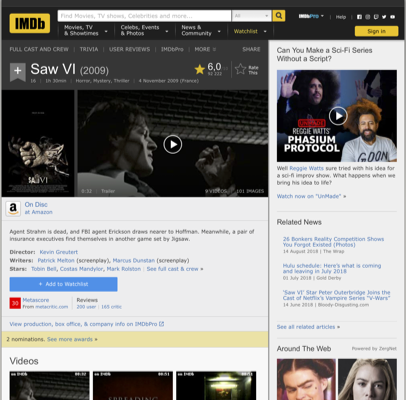 IMDb
Find Movies, TV shows, Celebrities and more...
All
IMDbPro
Help
Movies, TV
& Showtimes
Celebs, Events
& Photos
News &
Community
Watchlist
Sign in
FULL CAST AND CREW | TRIVIA | USER REVIEWS | IMDbPro | MORE
SHARE
Saw VI (2009)
6,0
Rate
This
16 | 1h 30min | Horror, Mystery, Thriller | 4 November 2009 (France)
0:32 | Trailer
101 IMAGES
On Disc
at Amazon
Agent Strahm is dead, and FBI agent Erickson draws nearer to Hoffman. Meanwhile, a pair of
insurance executives find themselves in another game set by Jigsaw.
Director: Kevin Greutert
Writers: Patrick Melton (screenplay), Marcus Dunstan (screenplay)
Stars: Tobin Bell, Costas Mandylor, Mark Rolston | See full cast & crew »
+ Add to Watchlist
30
Metascore
From metacritic.com
Reviews
200 user | 165 critic
View production, box office, & company info on IMDbPro
2 nominations. See more awards »
Videos
Can You Make a Sci-Fi Series
Without a Script?
REGGIE WATTS'
PHASIUM
PROTOCOL
Well Reggie Watts sure tried with his idea for
a sci-fi improv show. What happens when we
bring his idea to life?
Watch now on "UnMade" »
Related News
26 Bunkers Reality Competition Shows
You Forgot Existed (Photos)
14 August 2018 | The Wrap
Hulu schedule: Here's what is coming
and leaving in July 2018
01 July 2018 | Gold Derby
'Saw VI' Star Peter Outerbridge Joins the
Cast of Netflix's Vampire Series "V-Wars"
14 June 2018 | Bloody-Disgusting.com
See all related articles »
Around The Web
Powered by ZergNet